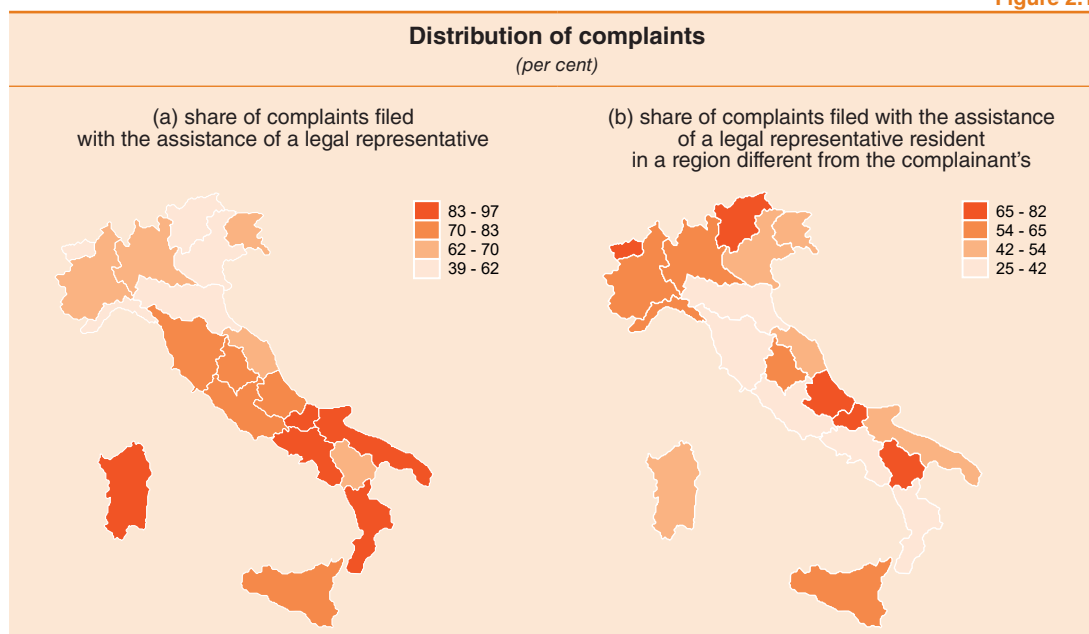 Distribution of complaints
(per cent)
(a) share of complaints filed
with the assistance of a legal representative
83 - 97
70 - 83
62 - 70
39 - 62
(b) share of complaints filed with the assistance
of a legal representative resident
in a region different from the complainant's
65 - 82
54 - 65
42 - 54
25 - 42